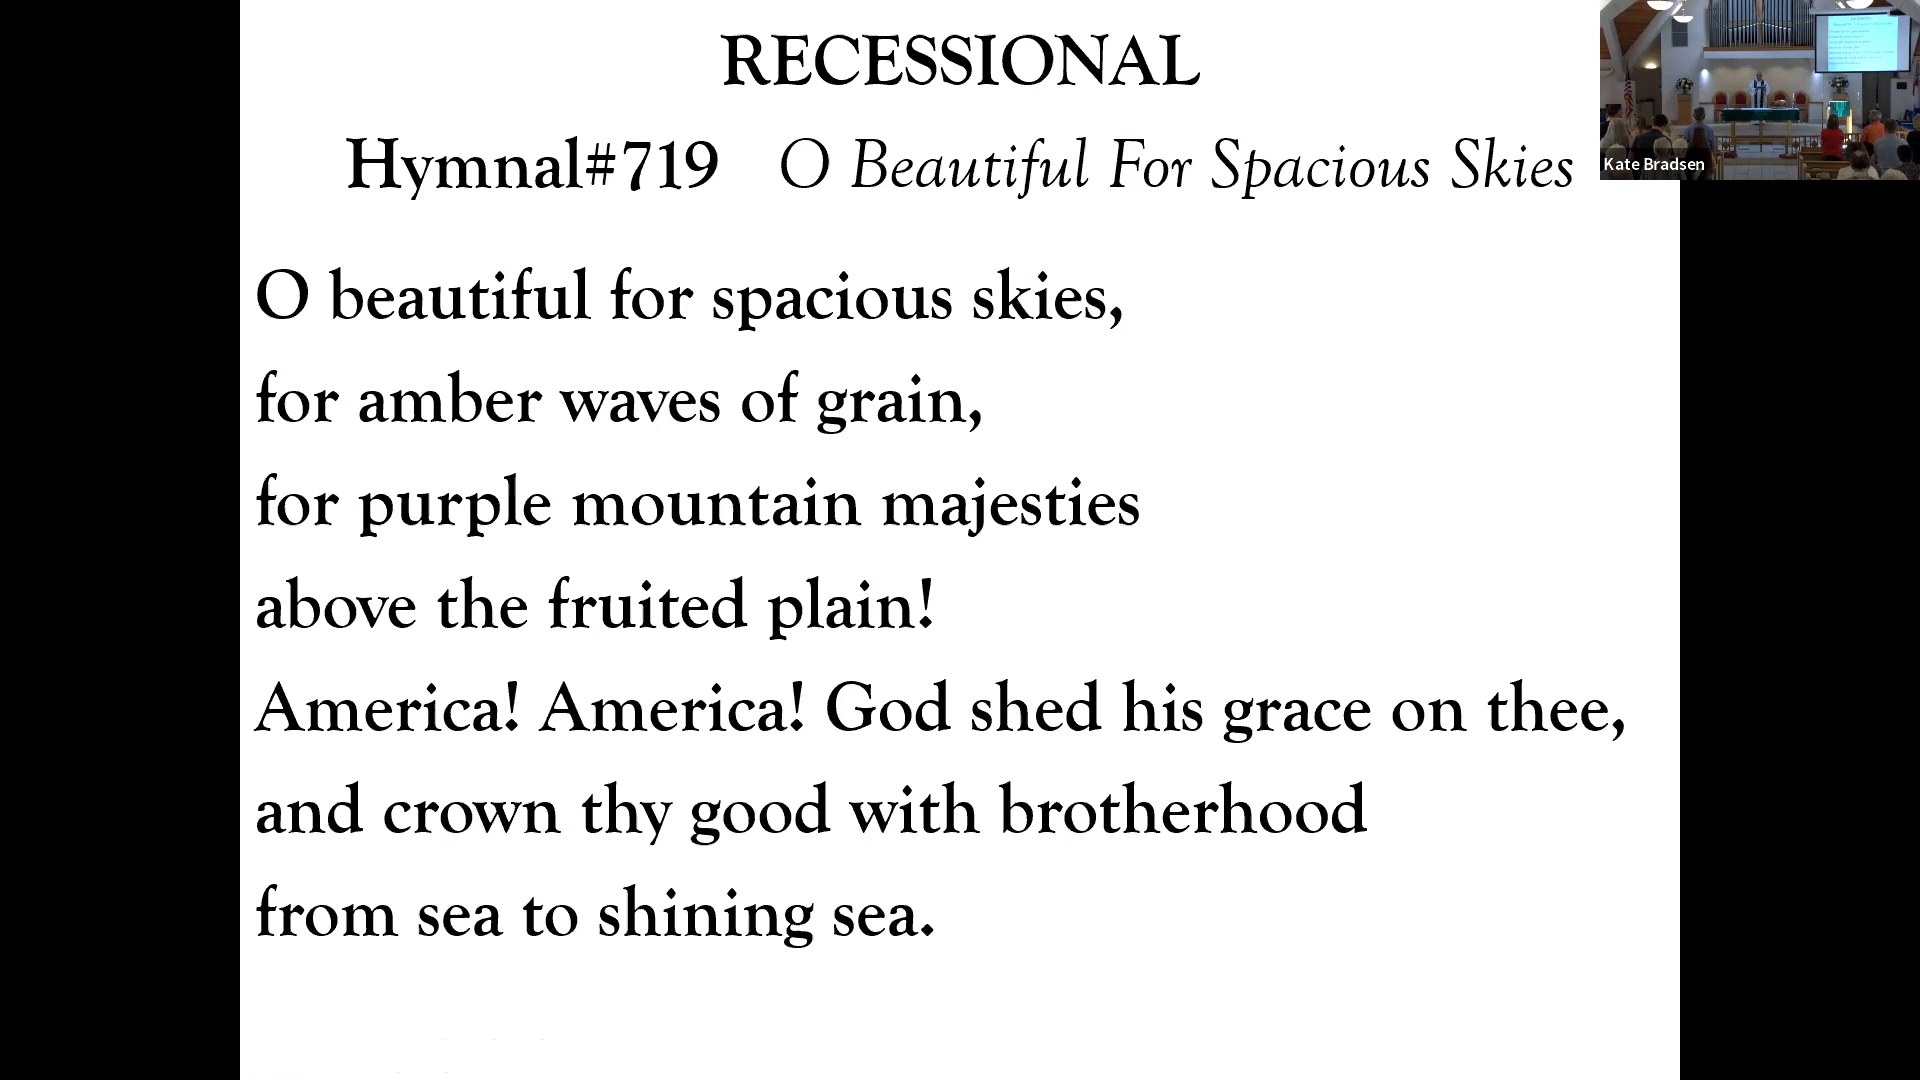 RECESSIONAL
Hymnal#719 O Beautiful For Spacious Skies
O beautiful for spacious skies,
for amber waves of grain,
for purple mountain majesties
above the fruited plain!
America! America! God shed his grace on thee,
and crown thy good with brotherhood
from sea to shining sea.
Kate Bradsen